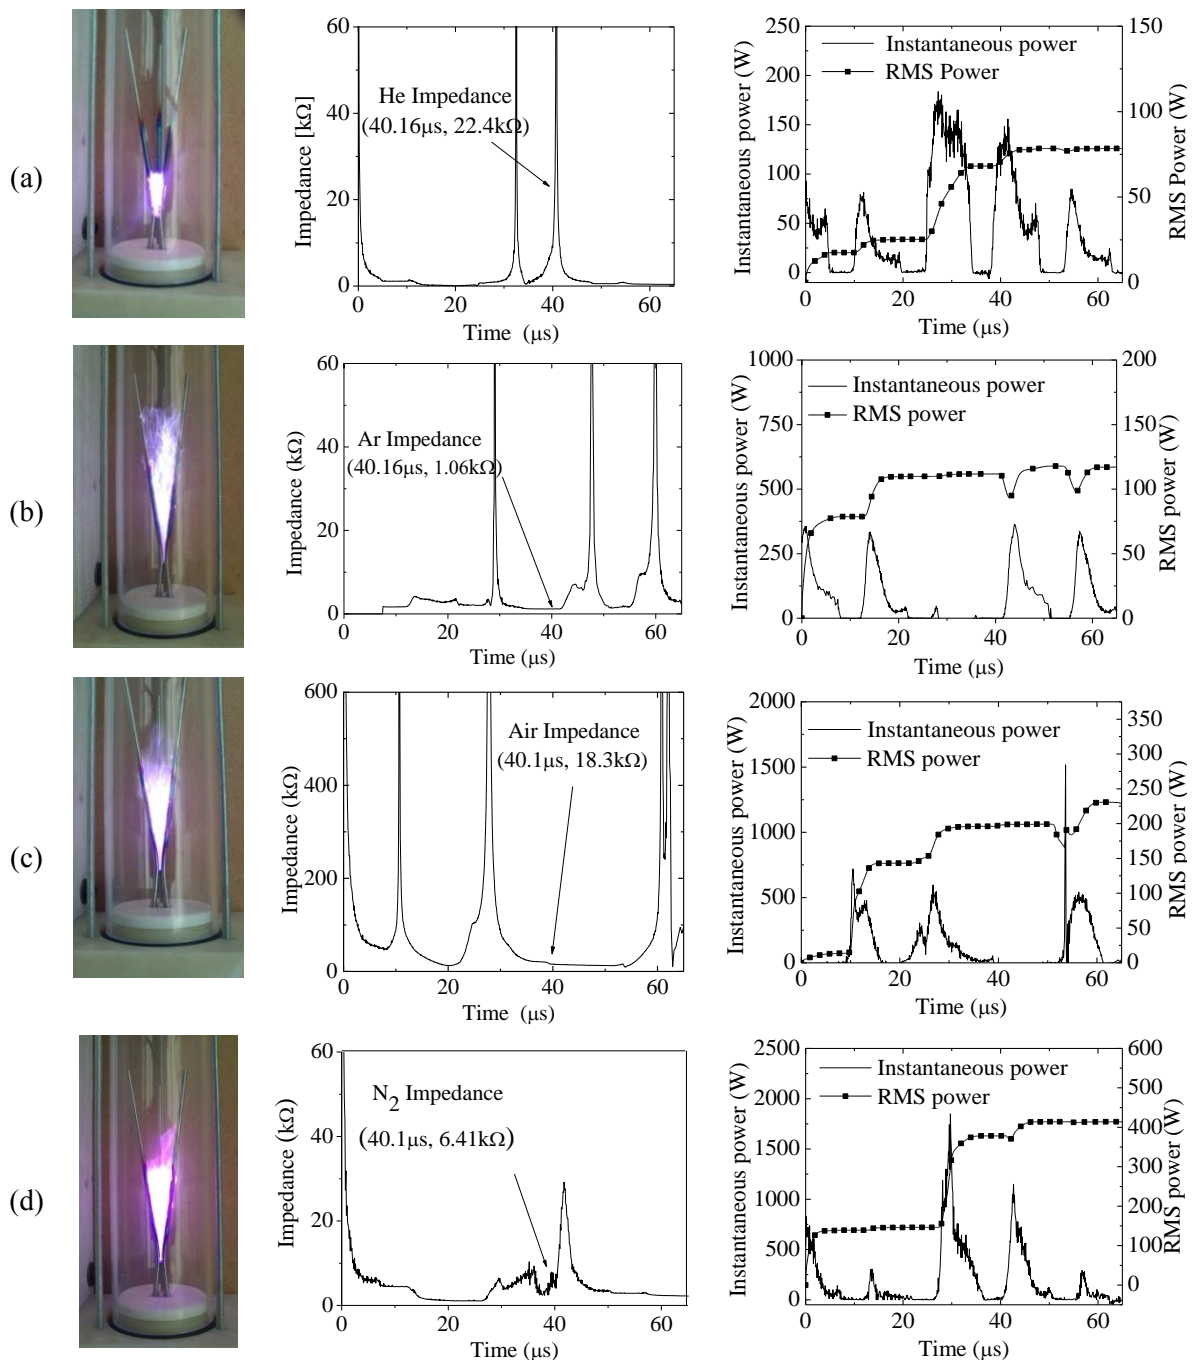 (a)
60
40
20
0
Impedance [kΩ]
He Impedance
(40.16μs, 22.4kΩ)
0 20 40 60
Time (μs)
250
200
150
100
50
0
Instantaneous power (W)
Instantaneous power
RMS Power
150
100
50
0
RMS Power (W)
0 20 40 60
Time (μs)
(b)
60
40
20
0
Impedance (kΩ)
Ar Impedance
(40.16μs, 1.06kΩ)
0 20 40 60
Time (μs)
1000
750
500
250
0
Instantaneous power (W)
Instantaneous power
RMS power
200
150
100
50
0
RMS power (W)
0 20 40 60
Time (μs)
(c)
600
400
200
0
Impedance (kΩ)
Air Impedance
(40.1μs, 18.3kΩ)
0 20 40 60
Time (μs)
2000
1500
1000
500
0
Instantaneous power (W)
Instantaneous power
RMS power
350
300
250
200
150
100
50
0
RMS power (W)
0 20 40 60
Time (μs)
(d)
60
40
20
0
Impedance (kΩ)
N2 Impedance
(40.1μs, 6.41kΩ)
0 20 40 60
Time (μs)
2500
2000
1500
1000
500
0
Instantaneous power (W)
Instantaneous power
RMS power
600
500
400
300
200
100
0
RMS power (W)
0 20 40 60
Time (μs)